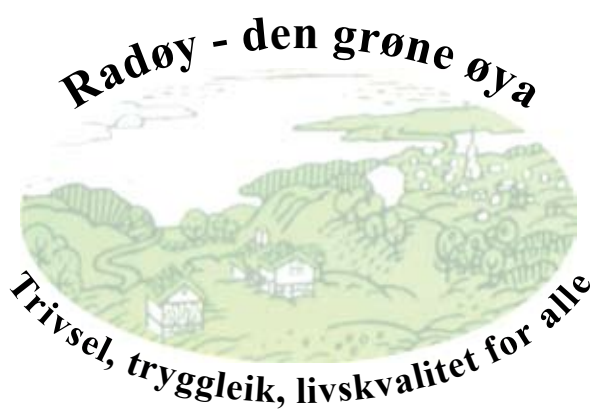 Radøy - den grøne øya
Trivsel, tryggleik, livskvalitet for alle